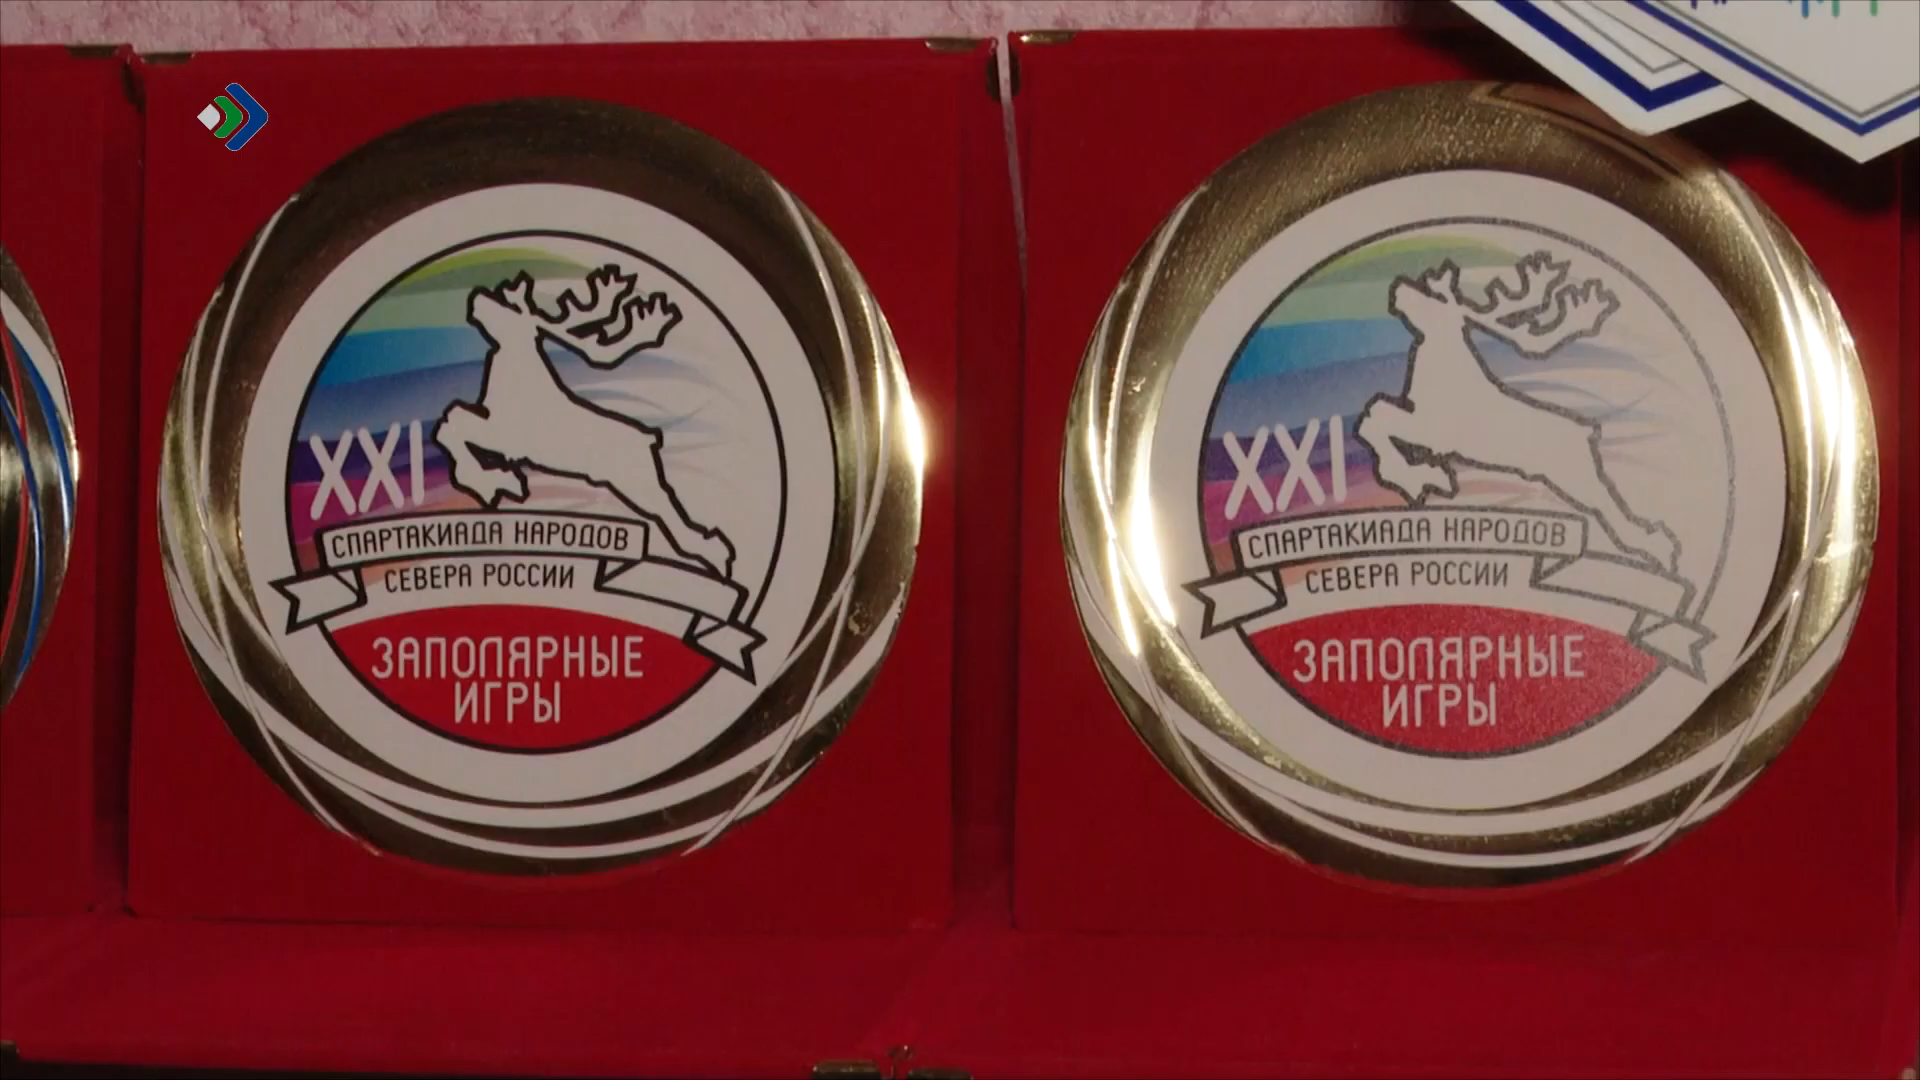 XXI
СПАРТАКИАДА НАРОДОВ
СЕВЕРА РОССИИ
ЗАПОЛЯРНЫЕ
ИГРЫ
XXI
СПАРТАКИАДА НАРОДОВ
СЕВЕРА РОССИИ
ЗАПОЛЯРНЫЕ
ИГРЫ